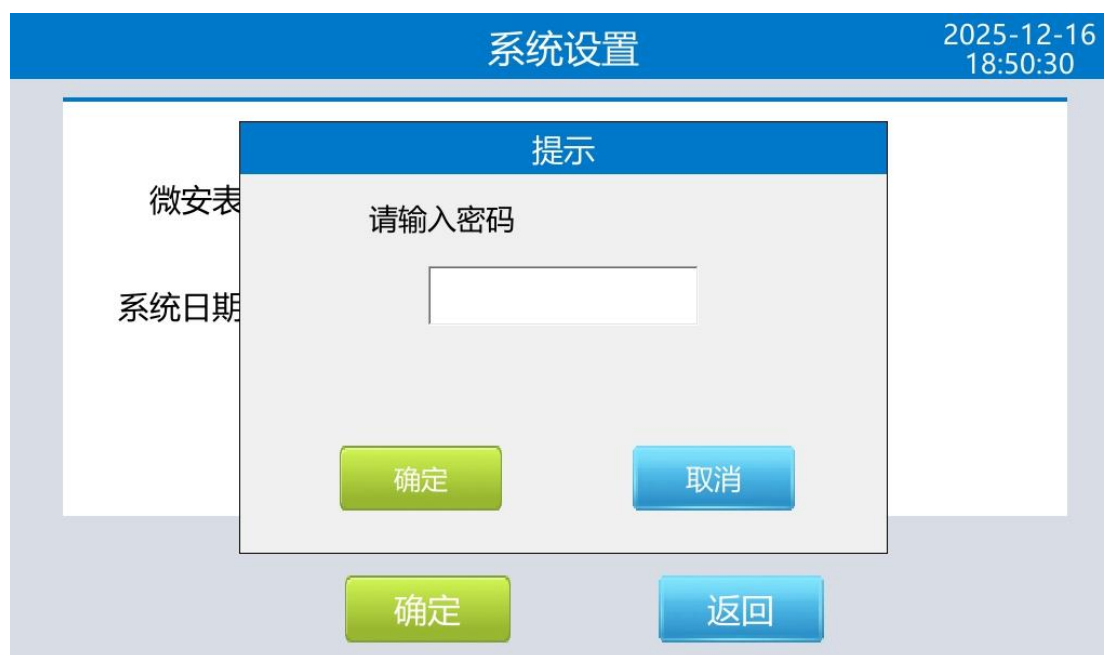 系统设置
2025-12-16
18:50:30
提示
微安表
请输入密码
系统日期
确定
取消
确定
返回